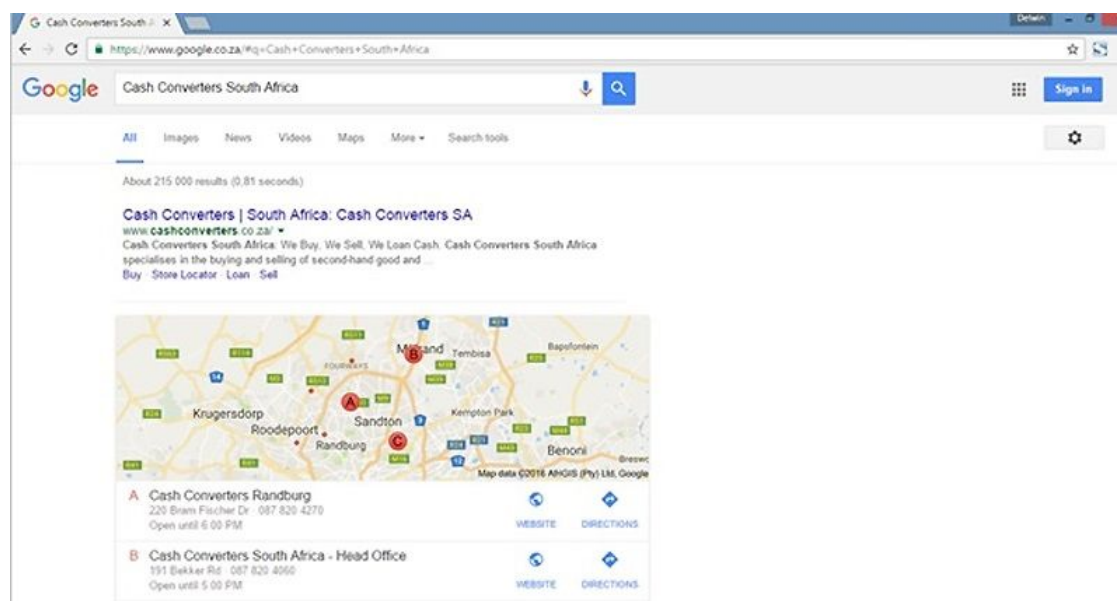 Cash Converters South A
Delwin
https://www.google.co.za/#q=Cash+Converters+South+Africa
Google
Cash Converters South Africa
Sign in
All Images News Videos Maps More Search tools
About 215 000 results (0,81 seconds)
Cash Converters | South Africa: Cash Converters SA
www.cashconverters.co.za/
Cash Converters South Africa: We Buy, We Sell, We Loan Cash. Cash Converters South Africa
specialises in the buying and selling of second-hand good and ...
Buy · Store Locator · Loan · Sell
B
Tembisa
Bapsfontein
FOURWAYS
14
A
Krugersdorp
Sandton
Kempton Park
Roodepoort
Randburg
C
Benoni
12
Map data ©2016 AfriGIS (Pty) Ltd, Google
A Cash Converters Randburg
220 Bram Fischer Dr · 087 820 4270
Open until 6:00 PM
WEBSITE DIRECTIONS
B Cash Converters South Africa - Head Office
191 Bekker Rd · 087 820 4060
Open until 5:00 PM
WEBSITE DIRECTIONS